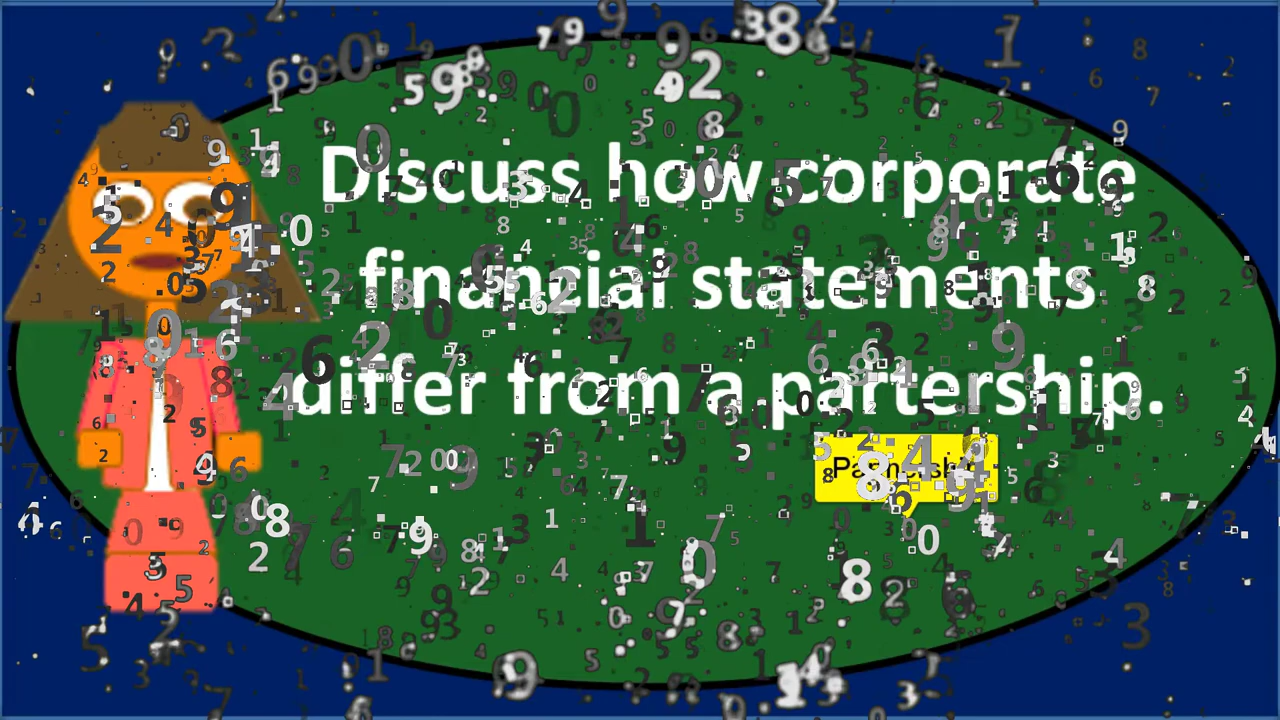 Discuss how corporate
financial statements
differ from a partership.